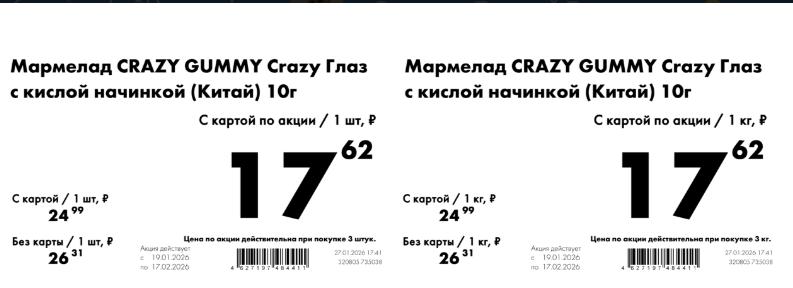 Мармелад CRAZY GUMMY Crazy Глаз
с кислой начинкой (Китай) 10г
С картой по акции / 1 шт, ₽
17 62
С картой / 1 шт, ₽
24 99
Без карты / 1 шт, ₽
26 31
Цена по акции действительна при покупке 3 штук.
Акция действует
с 19.01.2026
по 17.02.2026
4 627197 484411
27.01.2026 17:41
320805 735038
Мармелад CRAZY GUMMY Crazy Глаз
с кислой начинкой (Китай) 10г
С картой по акции / 1 кг, ₽
17 62
С картой / 1 кг, ₽
24 99
Без карты / 1 кг, ₽
26 31
Цена по акции действительна при покупке 3 кг.
Акция действует
с 19.01.2026
по 17.02.2026
4 627197 484411
27.01.2026 17:41
320805 735038